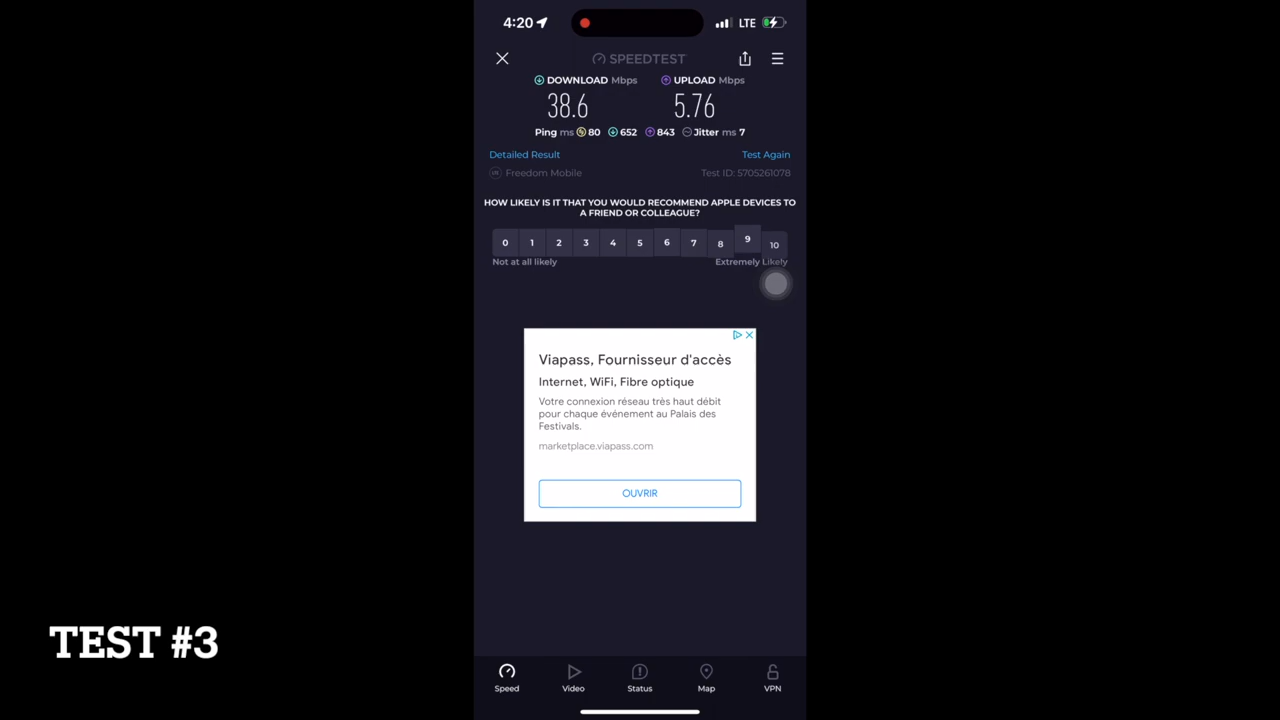 4:20
LTE
SPEEDTEST
DOWNLOAD Mbps
UPLOAD Mbps
38.6
5.76
Ping ms 80 652 843 Jitter ms 7
Detailed Result
Test Again
Freedom Mobile
Test ID: 5705261078
HOW LIKELY IS IT THAT YOU WOULD RECOMMEND APPLE DEVICES TO
A FRIEND OR COLLEAGUE?
0 1 2 3 4 5 6 7 8 9 10
Not at all likely
Extremely Likely
Viapass, Fournisseur d'accès
Internet, WiFi, Fibre optique
Votre connexion réseau très haut débit
pour chaque événement au Palais des
Festivals.
marketplace.viapass.com
OUVRIR
TEST #3
Speed
Video
Status
Map
VPN